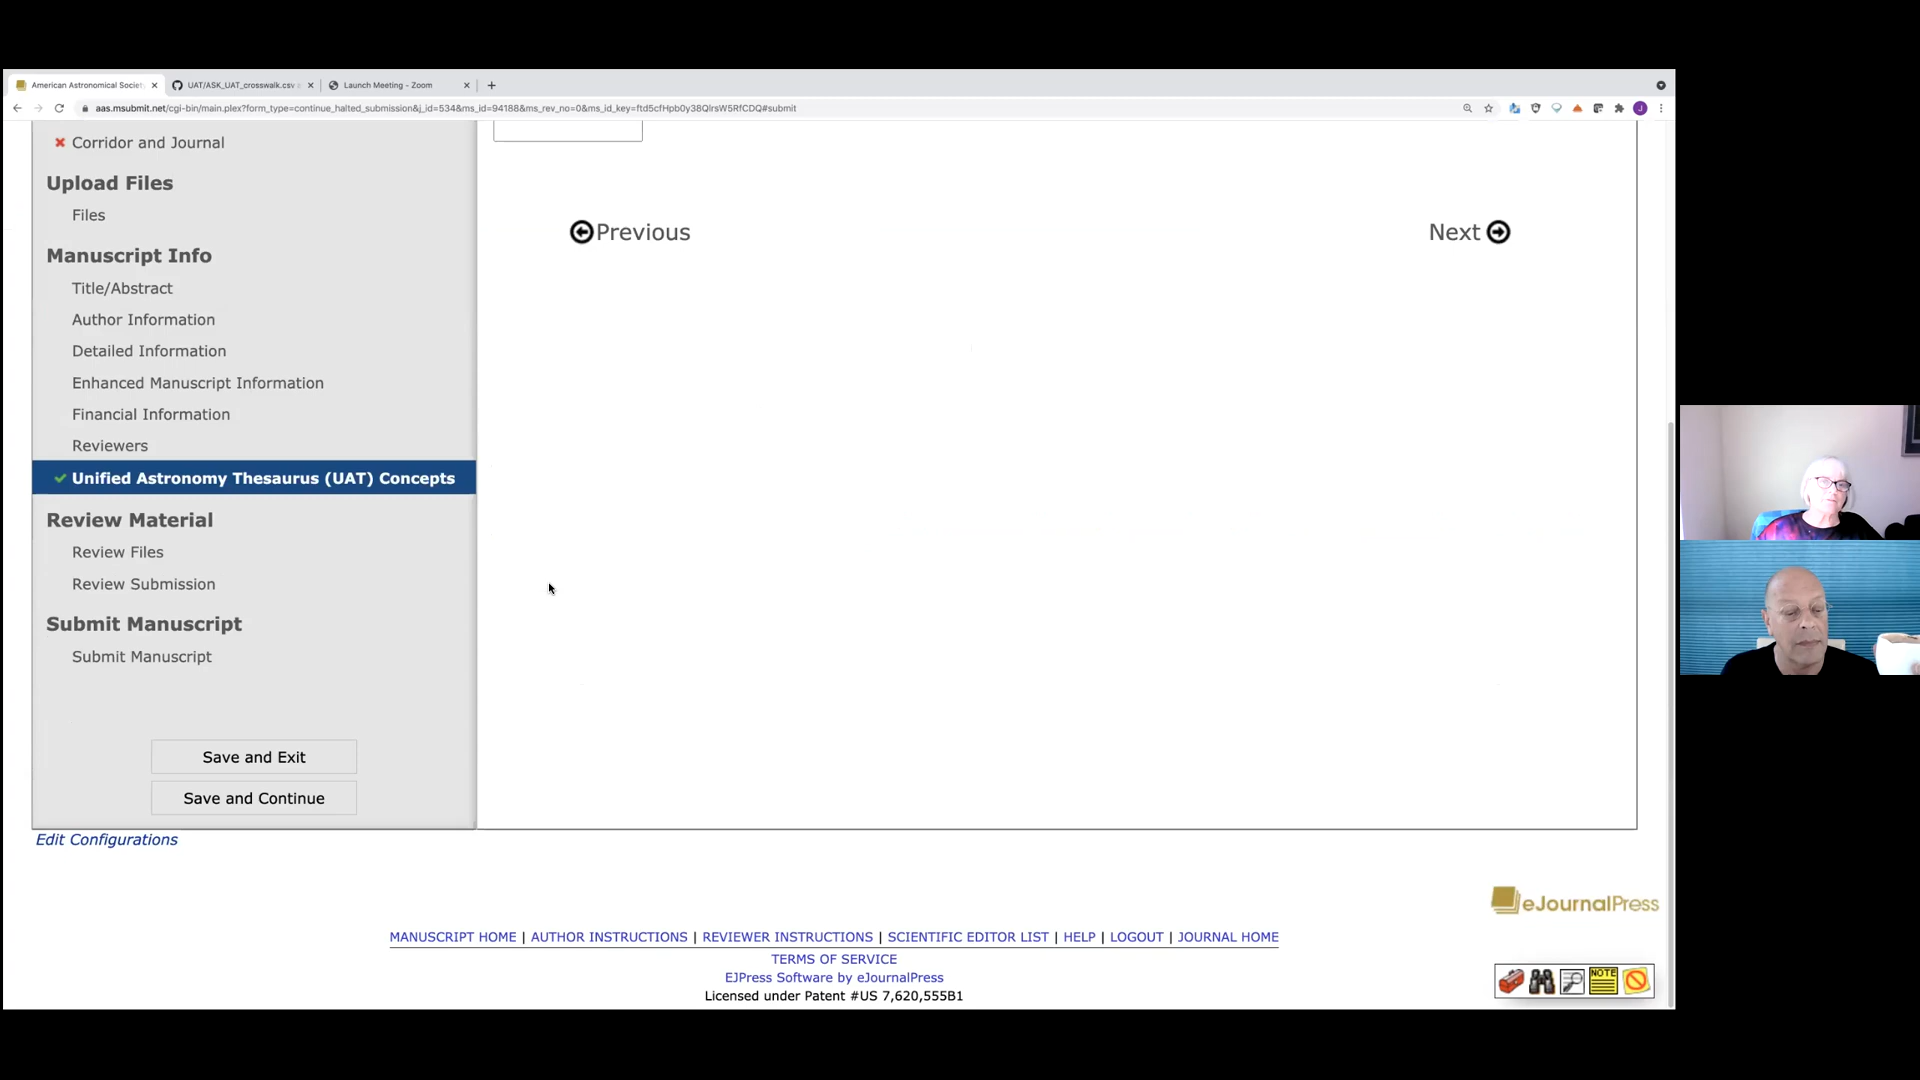 American Astronomical Societ
UAT/ASK_UAT_crosswalk.csv
Launch Meeting - Zoom
aas.msubmit.net/cgi-bin/main.plex?form_type=continue_halted_submission&j_id=534&ms_id=94188&ms_rev_no=0&ms_id_key=ftd5cfHpb0y38QlrsW5RfCDQ#submit
J
Corridor and Journal
Upload Files
Files
Manuscript Info
Title/Abstract
Author Information
Detailed Information
Enhanced Manuscript Information
Financial Information
Reviewers
Unified Astronomy Thesaurus (UAT) Concepts
Review Material
Review Files
Review Submission
Submit Manuscript
Submit Manuscript
Save and Exit
Save and Continue
Edit Configurations
Previous
Next
eJournalPress
MANUSCRIPT HOME | AUTHOR INSTRUCTIONS | REVIEWER INSTRUCTIONS | SCIENTIFIC EDITOR LIST | HELP | LOGOUT | JOURNAL HOME
TERMS OF SERVICE
EJPress Software by eJournalPress
Licensed under Patent #US 7,620,555B1
NOTE